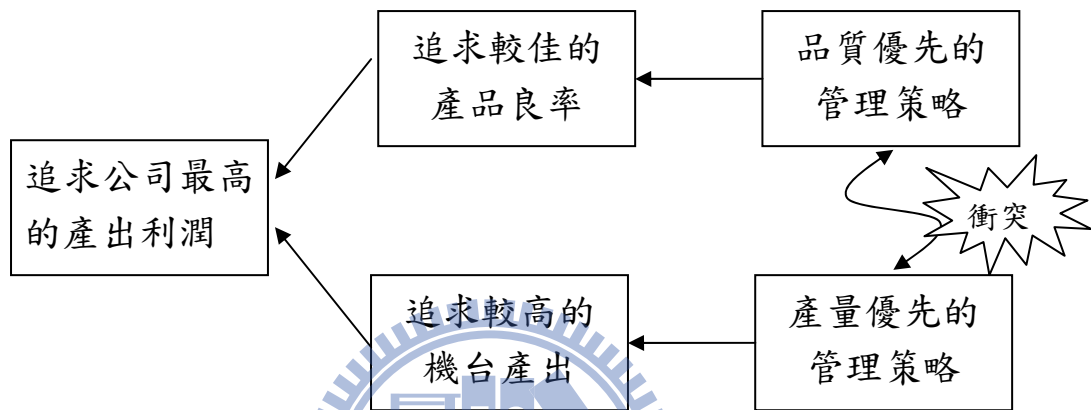 追求較佳的
產品良率
品質優先的
管理策略
追求公司最高
的產出利潤
衝突
追求較高的
機台產出
產量優先的
管理策略